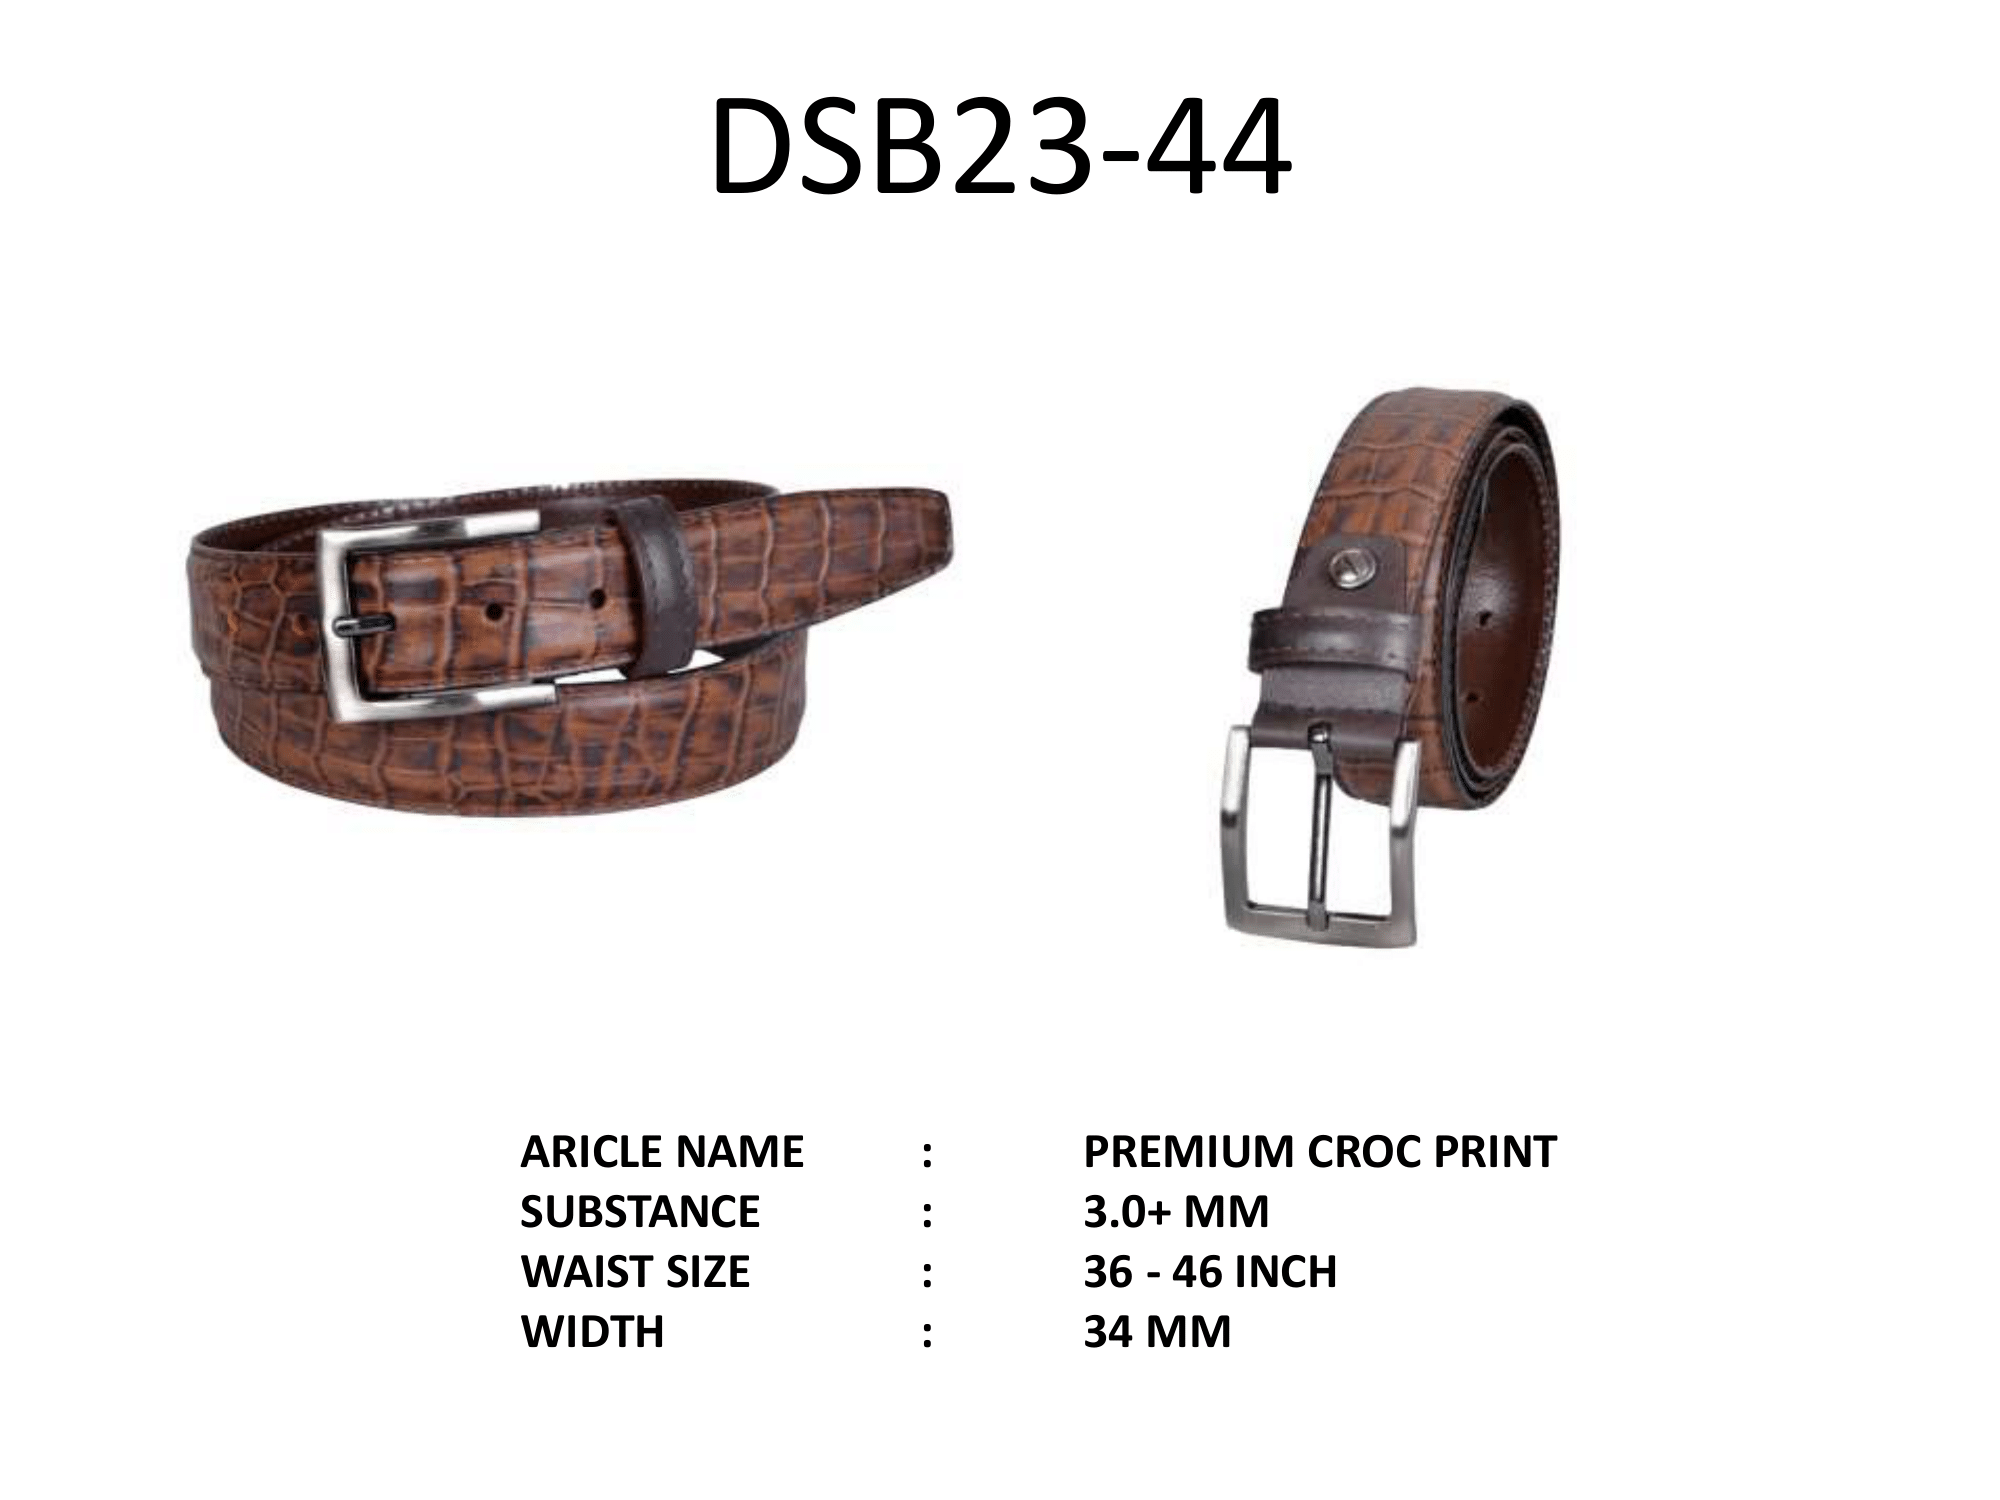 DSB23-44
ARICLE NAME : PREMIUM CROC PRINT
SUBSTANCE : 3.0+ MM
WAIST SIZE : 36 - 46 INCH
WIDTH : 34 MM